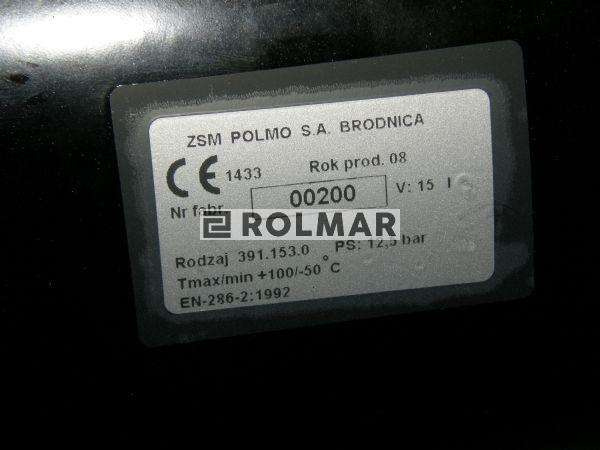 ZSM POLMO S.A. BRODNICA
CE 1433 Rok prod. 08
Nr fabr. 00200 V: 15 l
ROLMAR
Rodzaj 391.153.0 PS: 12,5 bar
Tmax/min +100/-50°C
EN-286-2:1992